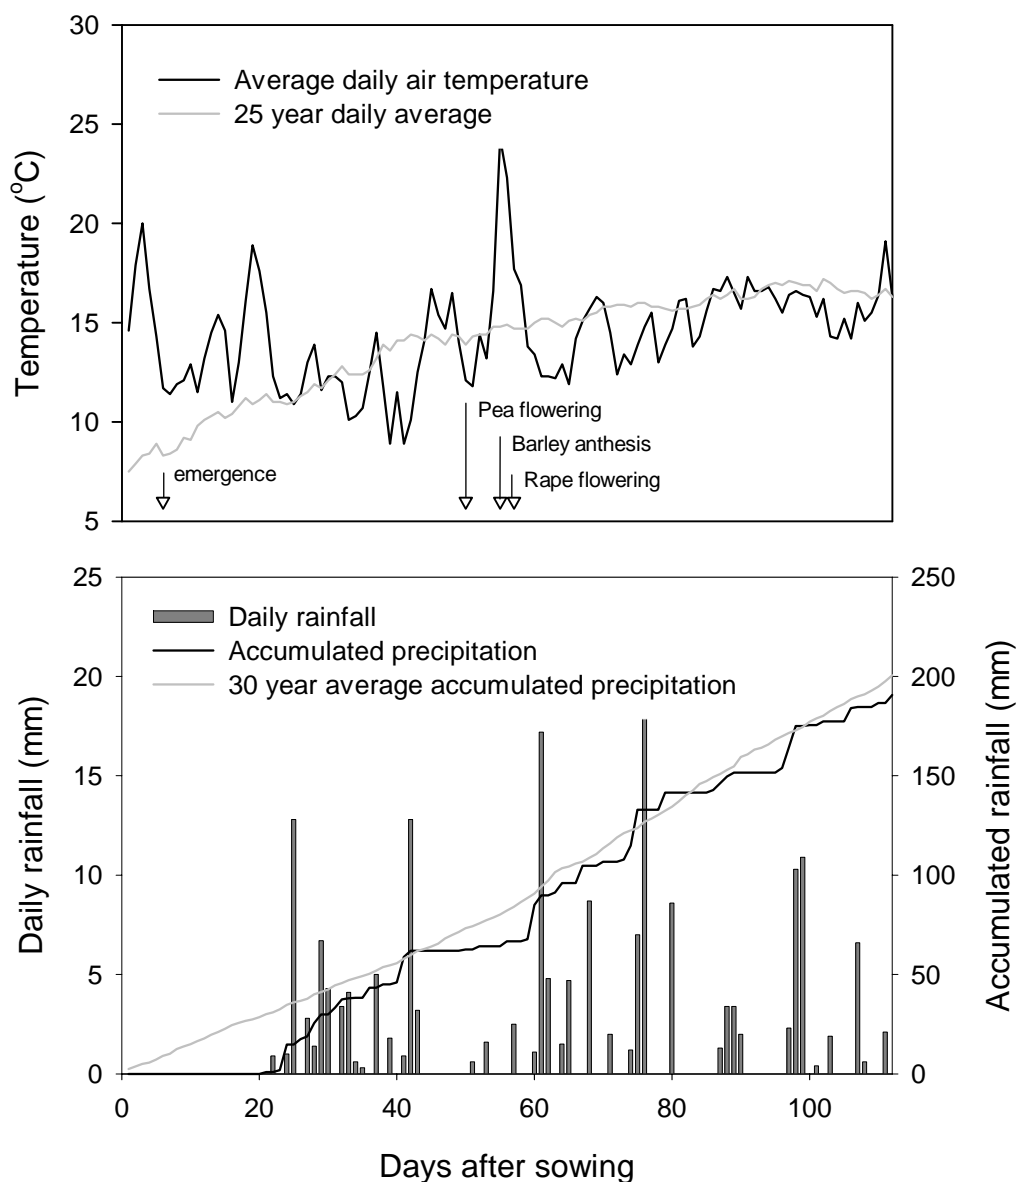 30
25
20
15
10
5
Temperature (°C)
Average daily air temperature
25 year daily average
emergence
Pea flowering
Barley anthesis
Rape flowering
25
20
15
10
5
0
Daily rainfall (mm)
Daily rainfall
Accumulated precipitation
30 year average accumulated precipitation
250
200
150
100
50
0
Accumulated rainfall (mm)
0 20 40 60 80 100
Days after sowing